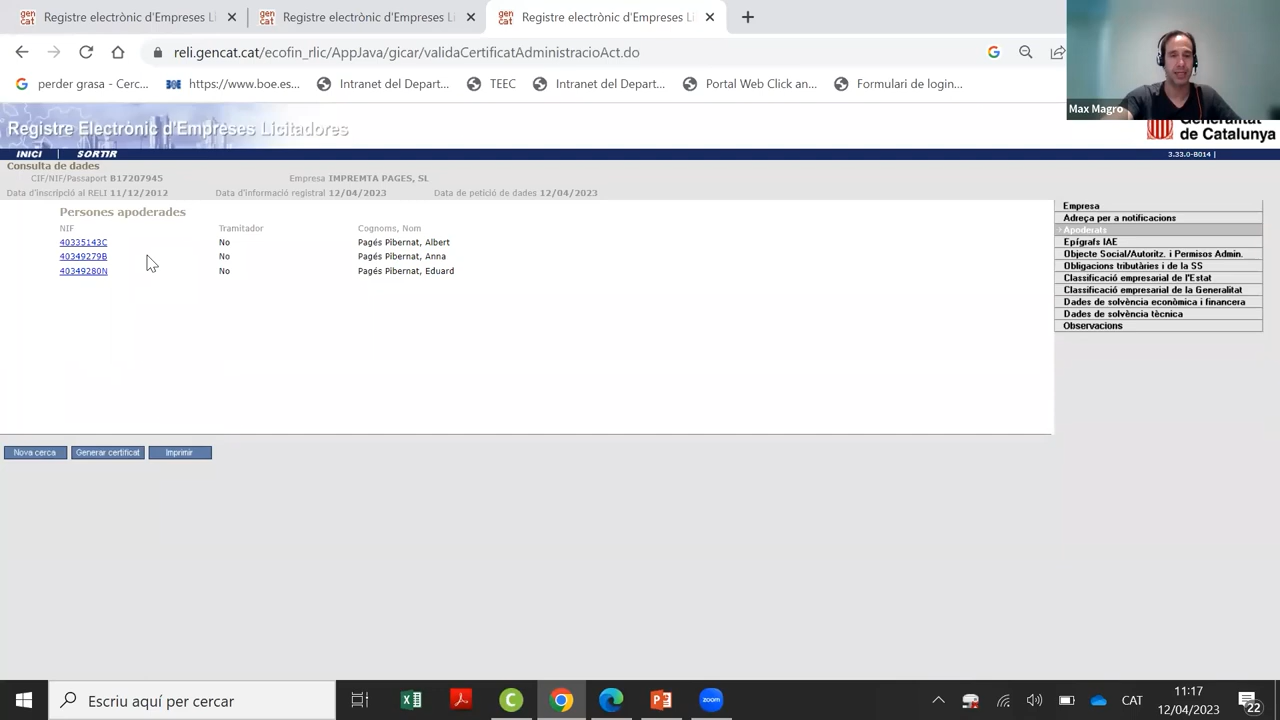 Registre electrònic d'Empreses Li
Registre electrònic d'Empreses L
Registre electrònic d'Empreses Li
gen cat
gen cat
gen cat
reli.gencat.cat/ecofin_rlic/AppJava/gicar/validaCertificatAdministracioAct.do
perder grasa - Cerc...
https://www.boe.es...
Intranet del Depart...
TEEC
Intranet del Depart...
Portal Web Click an...
Formulari de login...
Max Magro
Registre Electrònic d'Empreses Licitadores
Generalitat
de Catalunya
INICI | SORTIR
3.33.0-B014 |
Consulta de dades
CIF/NIF/Passaport B17207945 Empresa IMPREMTA PAGES, SL
Data d'inscripció al RELI 11/12/2012 Data d'informació registral 12/04/2023 Data de petició de dades 12/04/2023
Persones apoderades
NIF Tramitador Cognoms, Nom
40335143C No Pagés Pibernat, Albert
40349279B No Pagés Pibernat, Anna
40349280N No Pagés Pibernat, Eduard
Empresa
Adreça per a notificacions
Apoderats
Epígrafs IAE
Objecte Social/Autoritz. i Permisos Admin.
Obligacions tributàries i de la SS
Classificació empresarial de l'Estat
Classificació empresarial de la Generalitat
Dades de solvència econòmica i financera
Dades de solvència tècnica
Observacions
Nova cerca
Generar certificat
Imprimir
Escriu aquí per cercar
zoom
CAT
11:17
12/04/2023
22